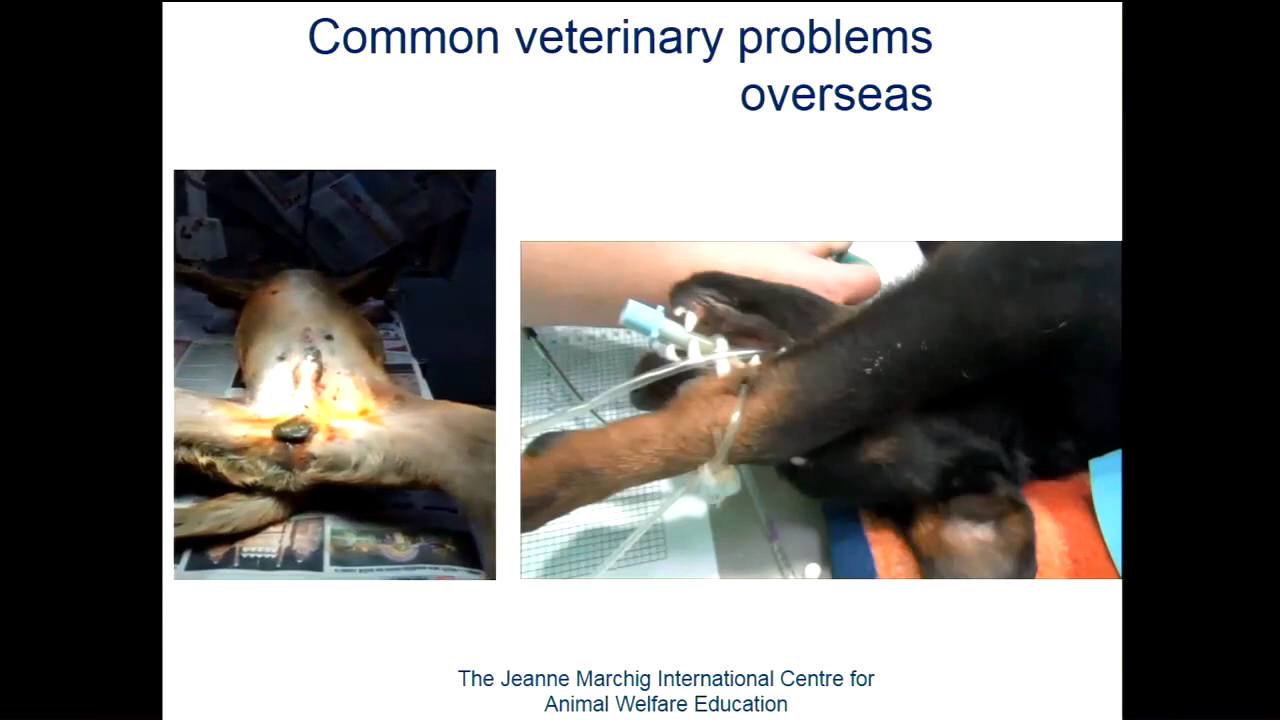 Common veterinary problems
overseas
The Jeanne Marchig International Centre for
Animal Welfare Education